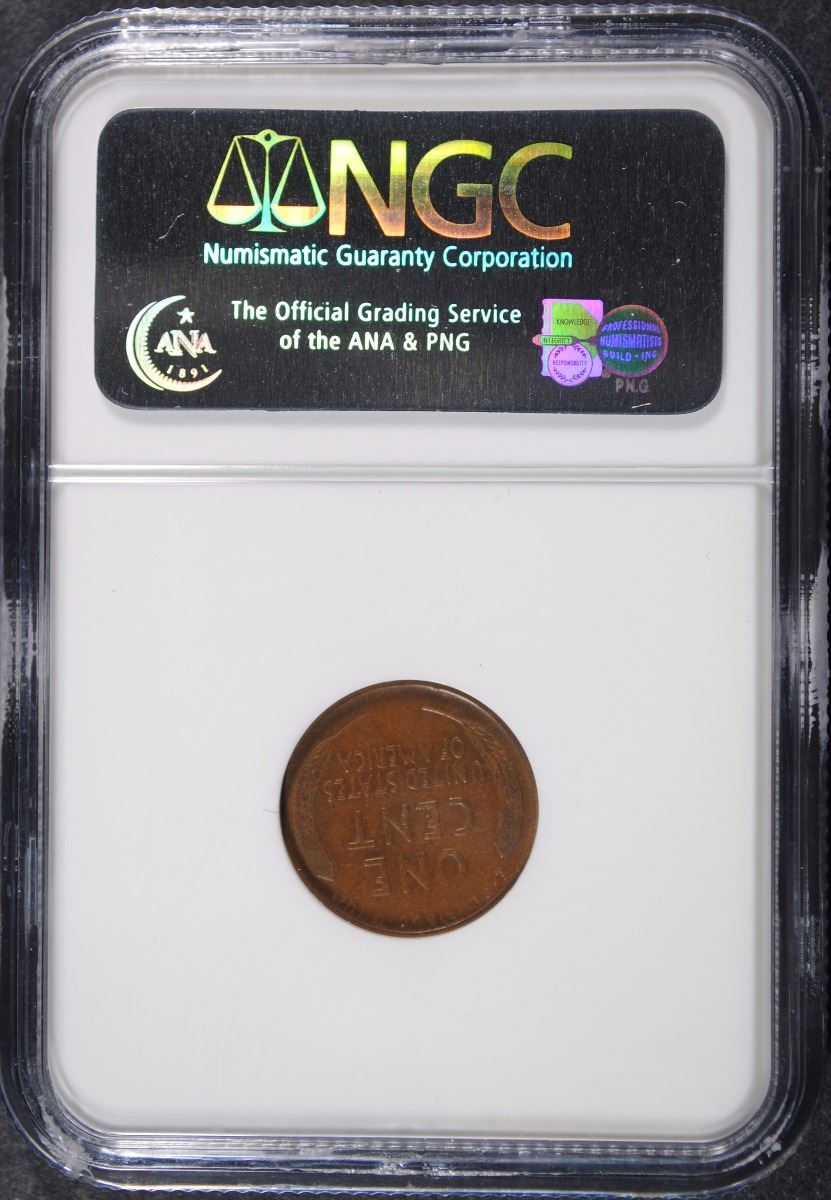 NGC
Numismatic Guaranty Corporation
The Official Grading Service
of the ANA & PNG
ANA
1891
KNOWLEDGE
INTEGRITY
RESPONSIBILITY
PROFESSIONAL
NUMISMATISTS
GUILD - INC.
P.N.G
ONE
CENT
UNITED STATES
OF AMERICA